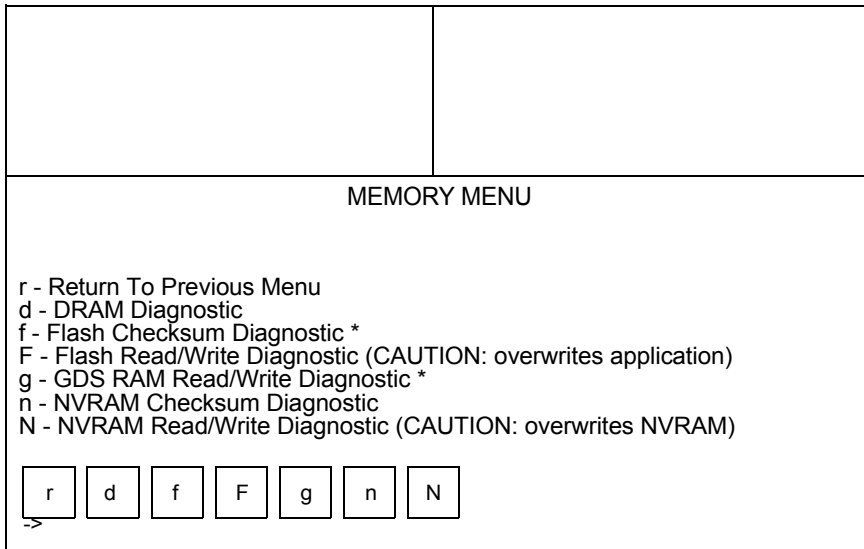 MEMORY MENU
r - Return To Previous Menu
d - DRAM Diagnostic
f - Flash Checksum Diagnostic *
F - Flash Read/Write Diagnostic (CAUTION: overwrites application)
g - GDS RAM Read/Write Diagnostic *
n - NVRAM Checksum Diagnostic
N - NVRAM Read/Write Diagnostic (CAUTION: overwrites NVRAM)
r d f F g n N
->